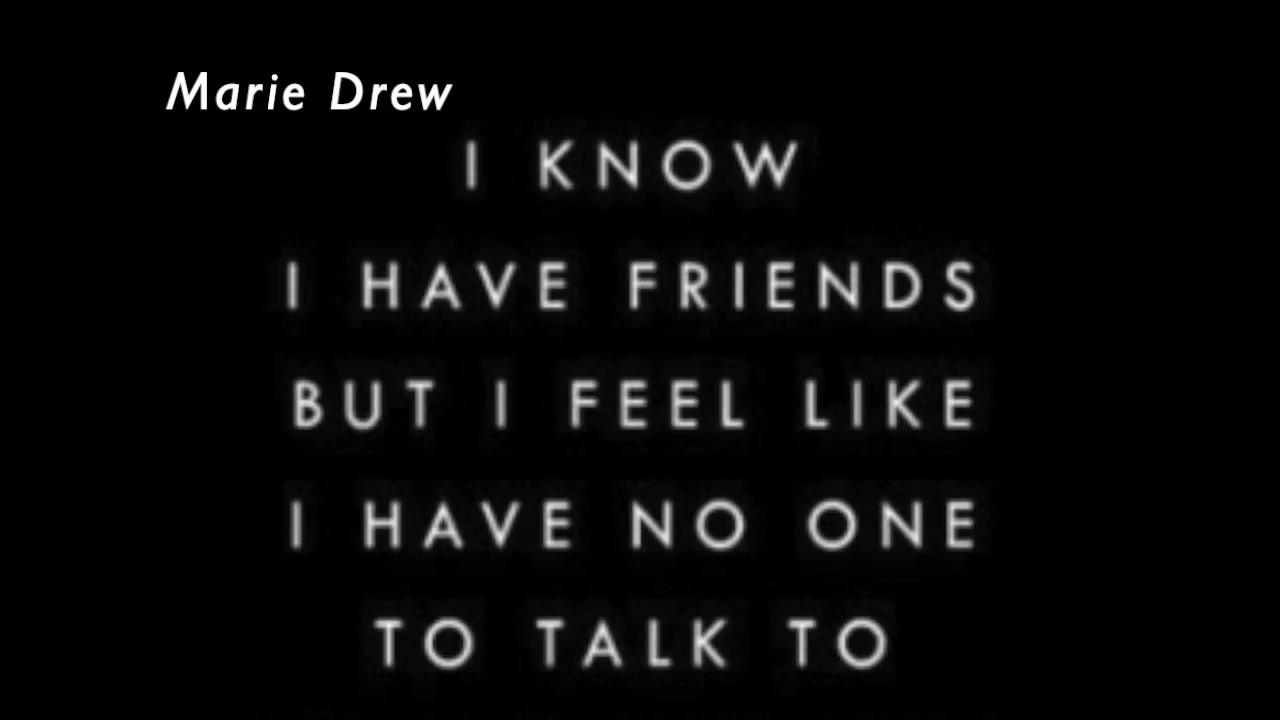 Marie Drew
I KNOW
I HAVE FRIENDS
BUT I FEEL LIKE
I HAVE NO ONE
TO TALK TO